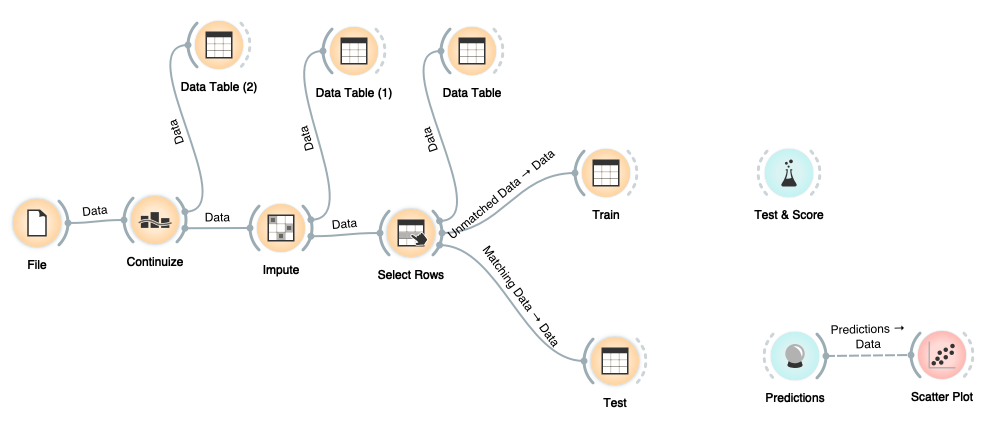 Data Table (2)
Data Table (1)
Data Table
Data
Data
Data
Unmatched Data → Data
Train
Test & Score
Data
Data
Data
File
Continuize
Impute
Select Rows
Matching Data → Data
Test
Predictions →
Data
Predictions
Scatter Plot